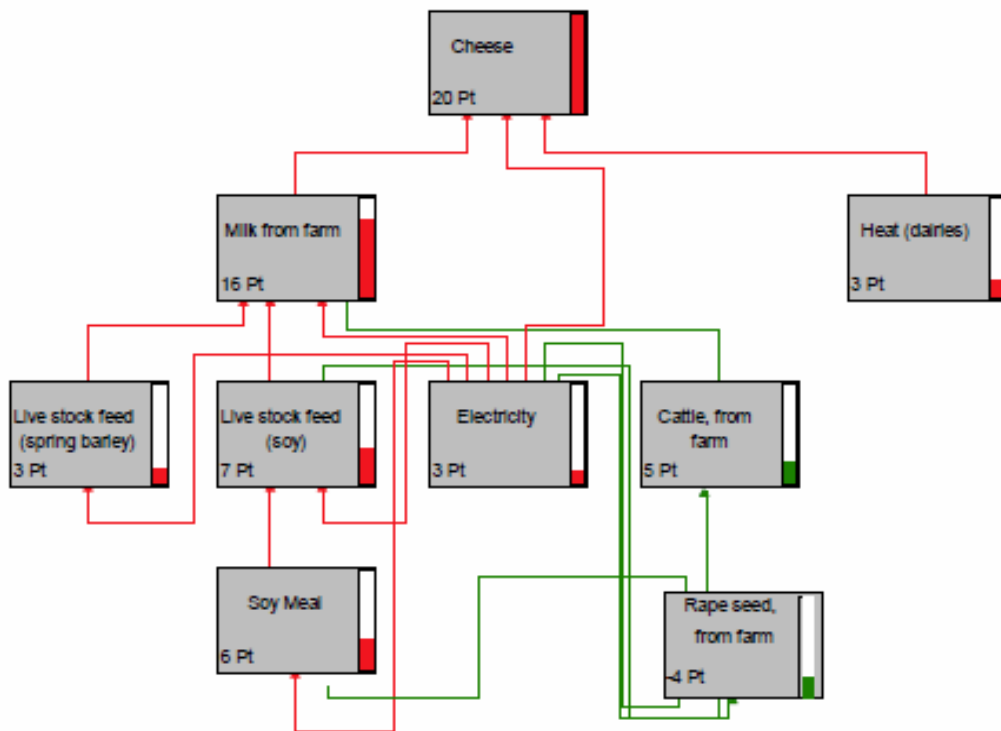 Cheese
20 Pt
Milk from farm
16 Pt
Heat (dairies)
3 Pt
Live stock feed
(spring barley)
3 Pt
Live stock feed
(soy)
7 Pt
Electricity
3 Pt
Cattle, from
farm
5 Pt
Soy Meal
6 Pt
Rape seed,
from farm
-4 Pt